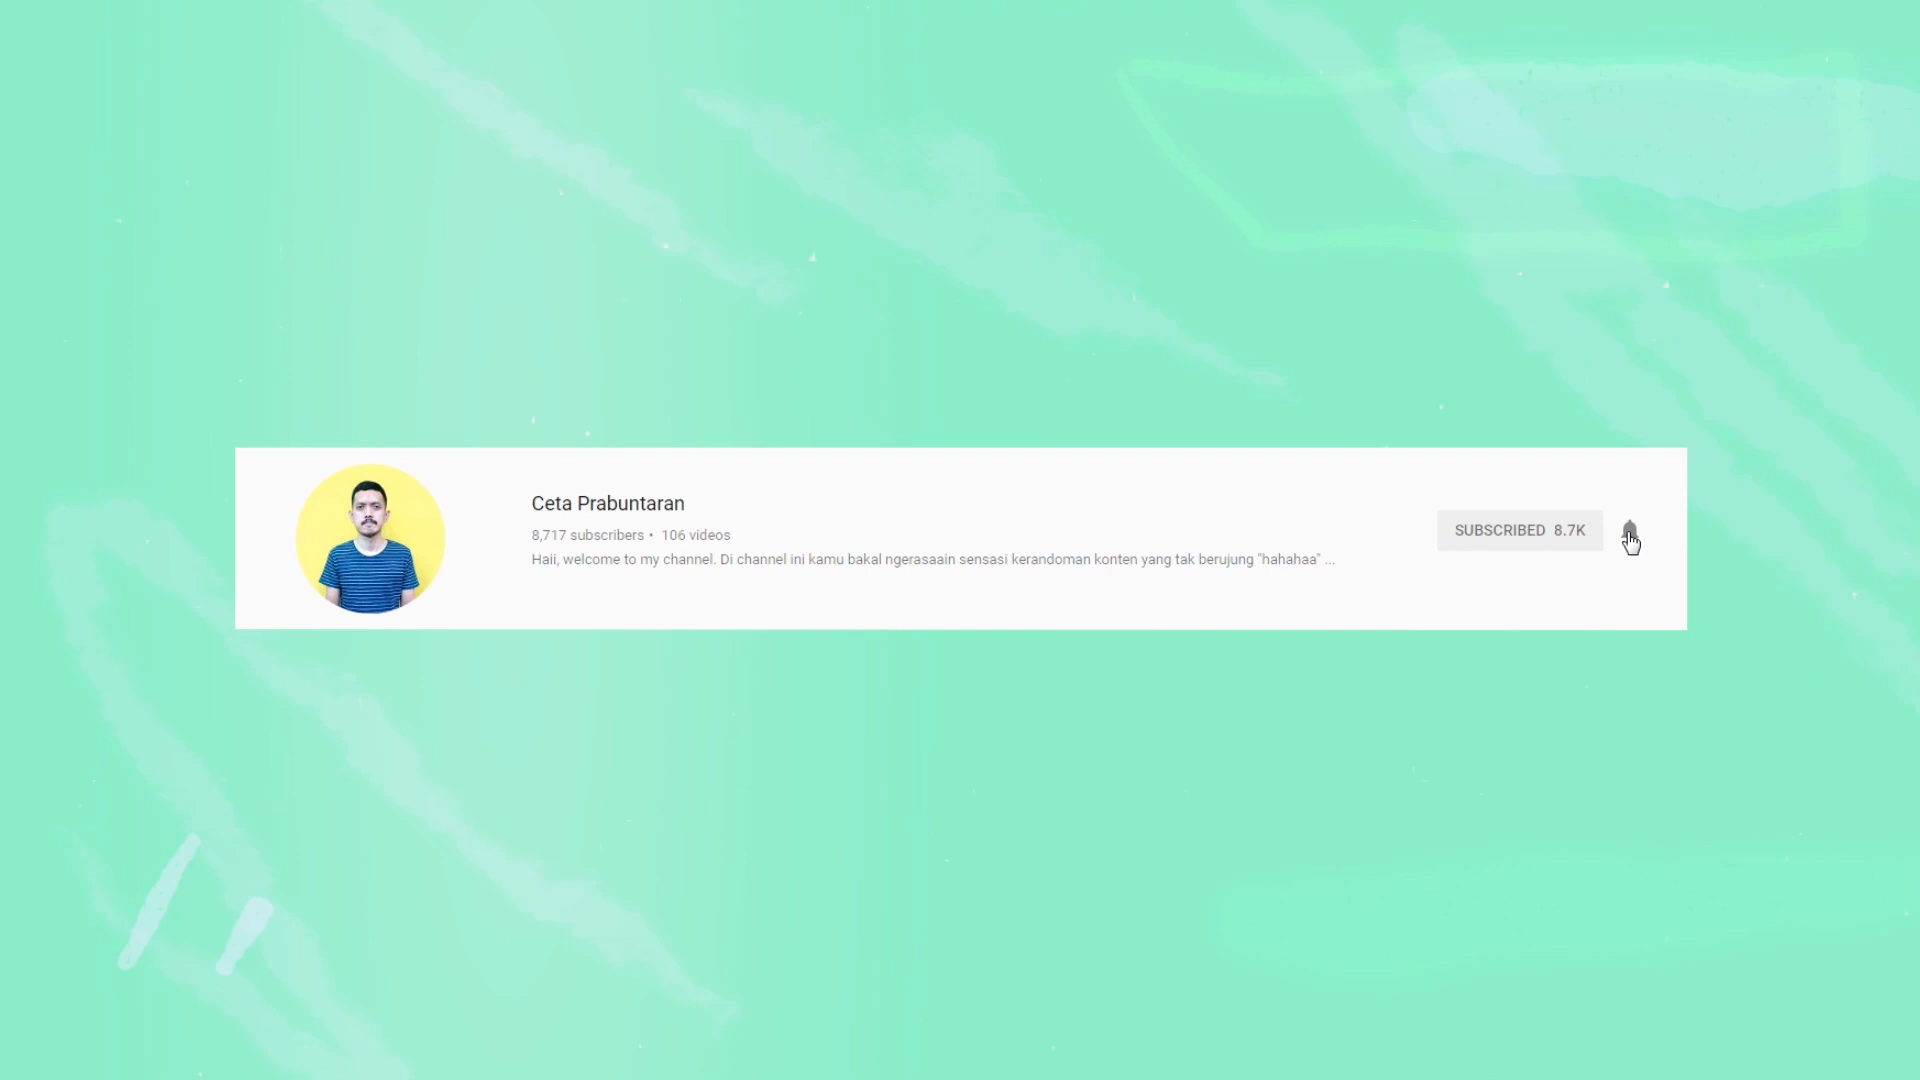 Ceta Prabuntaran
8,717 subscribers • 106 videos
Haii, welcome to my channel. Di channel ini kamu bakal ngerasaain sensasi kerandoman konten yang tak berujung "hahahaa" ...
SUBSCRIBED 8.7K